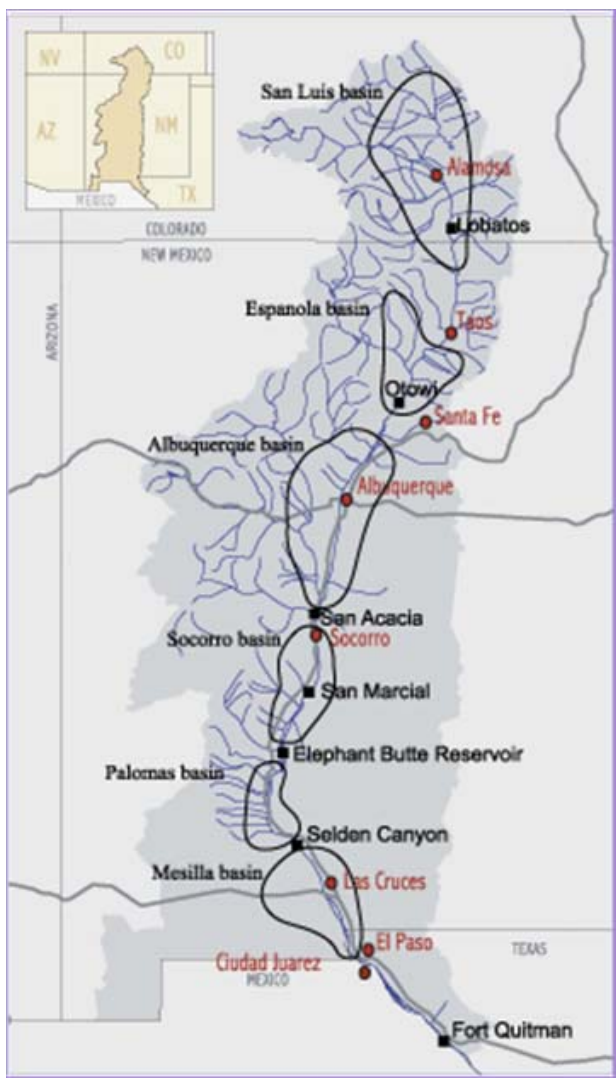 NV
CO
AZ
NM
TX
MEXICO
San Luis basin
Alamosa
Lobatos
COLORADO
NEW MEXICO
ARIZONA
Espanola basin
Taos
Otowi
Santa Fe
Albuquerque basin
Albuquerque
San Acacia
Socorro basin
Socorro
San Marcial
Elephant Butte Reservoir
Palomas basin
Selden Canyon
Mesilla basin
Las Cruces
El Paso
TEXAS
Ciudad Juarez
MEXICO
Fort Quitman